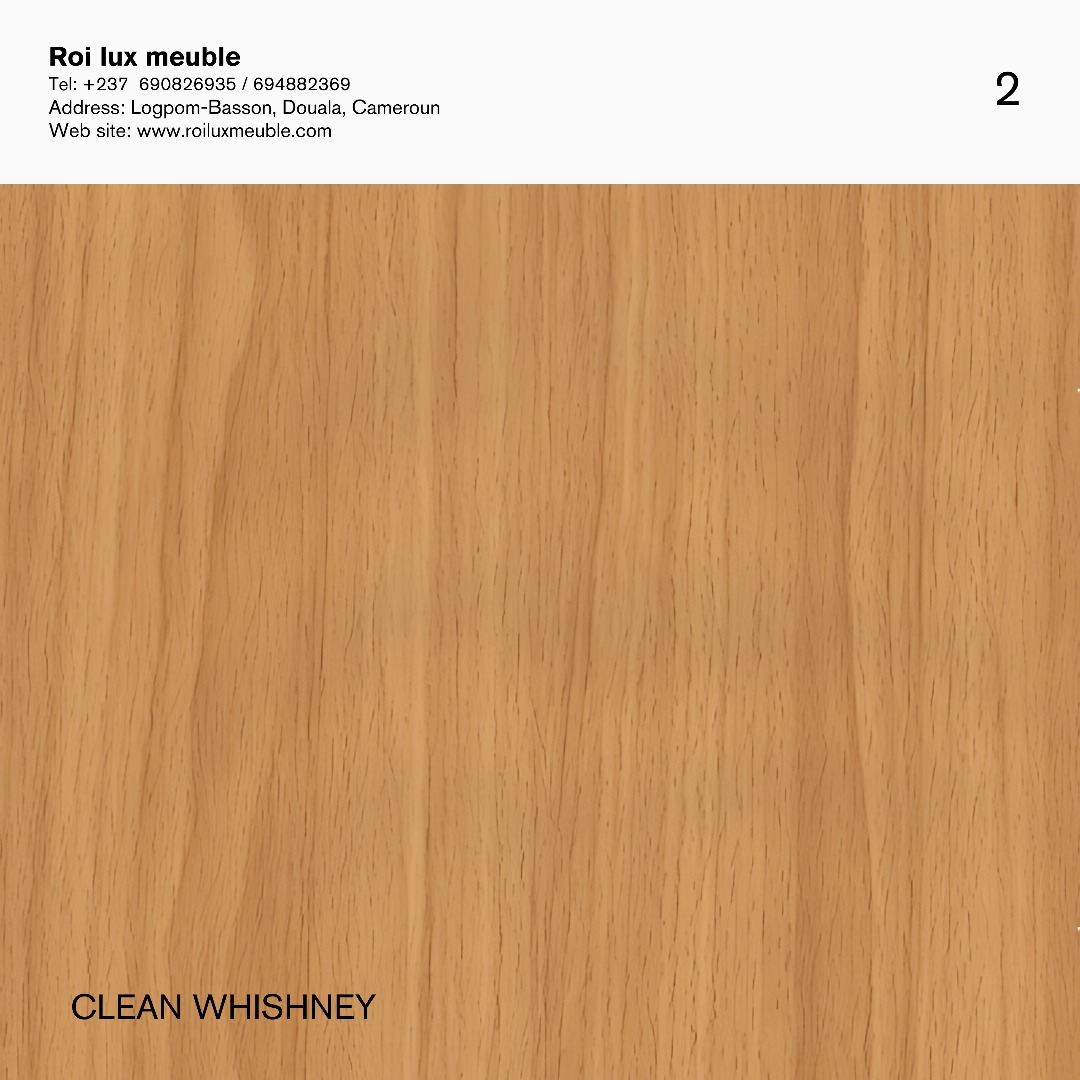 Roi lux meuble
Tel: +237  690826935 / 694882369
Address: Logpom-Basson, Douala, Cameroun
Web site: www.roiluxmeuble.com
2
CLEAN WHISHNEY